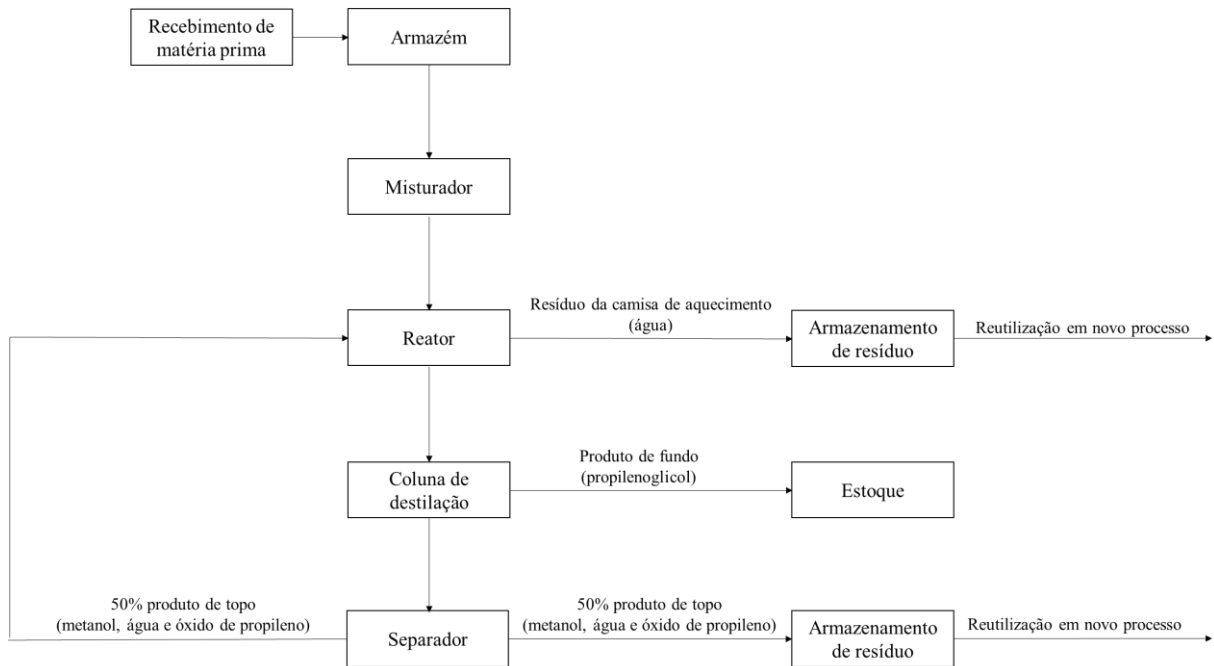 Recebimento de
matéria prima
Armazém
Misturador
Reator
Resíduo da camisa de aquecimento
(água)
Armazenamento
de resíduo
Reutilização em novo processo
Coluna de
destilação
Produto de fundo
(propilenoglicol)
Estoque
50% produto de topo
(metanol, água e óxido de propileno)
Separador
50% produto de topo
(metanol, água e óxido de propileno)
Armazenamento
de resíduo
Reutilização em novo processo